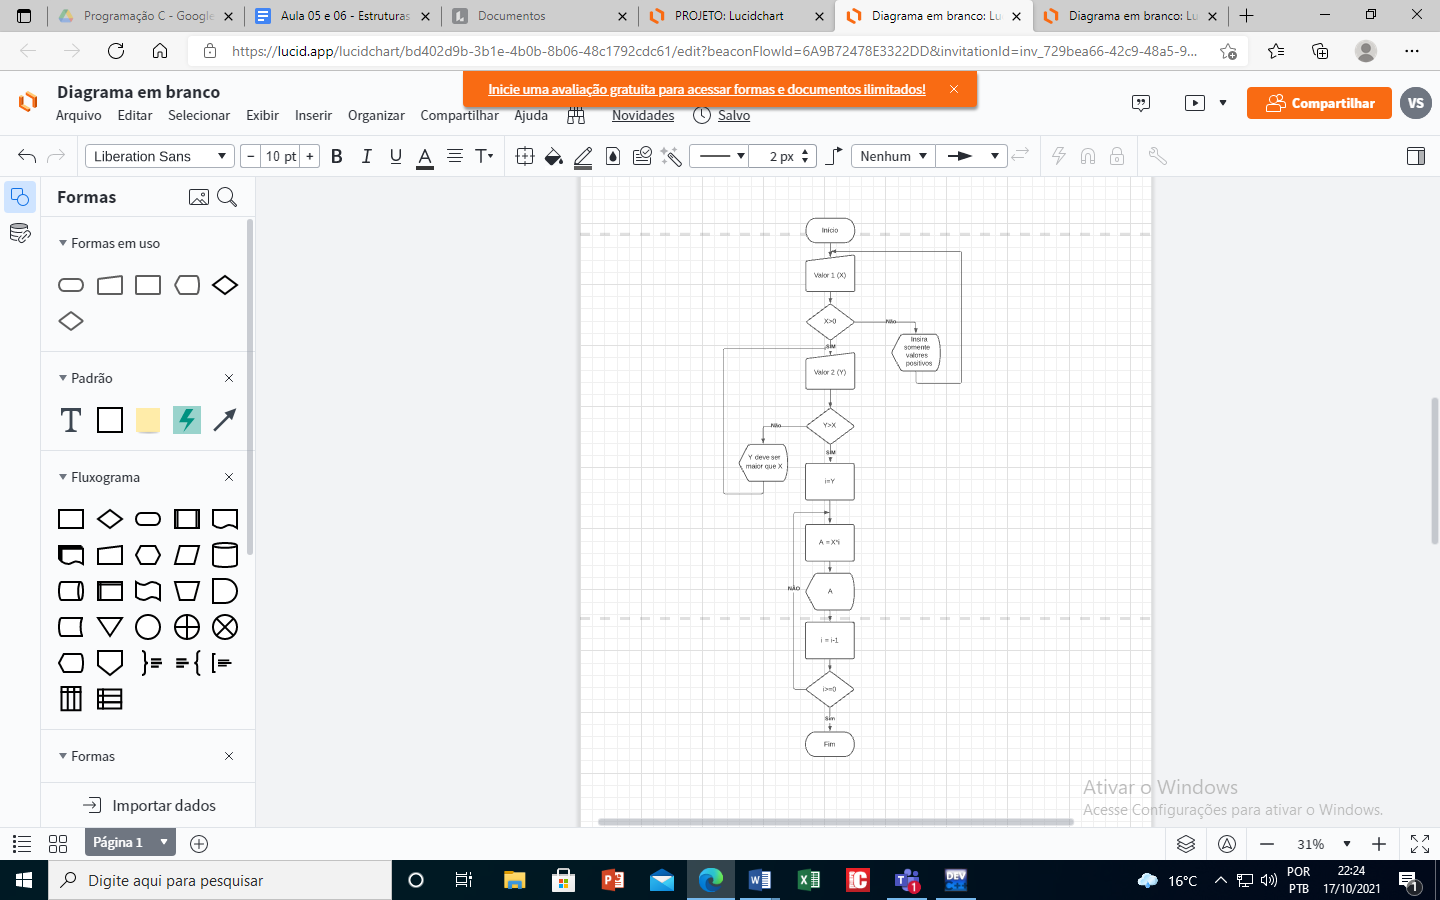 Programação C - Google
Aula 05 e 06 - Estruturas
Documentos
PROJETO: Lucidchart
Diagrama em branco: Lu
Diagrama em branco: Lu
https://lucid.app/lucidchart/bd402d9b-3b1e-4b0b-8b06-48c1792cdc61/edit?beaconFlowId=6A9B72478E3322DD&invitationId=inv_729bea66-42c9-48a5-9...
Inicie uma avaliação gratuita para acessar formas e documentos ilimitados!
Diagrama em branco
Arquivo Editar Selecionar Exibir Inserir Organizar Compartilhar Ajuda Novidades Salvo
Compartilhar
VS
Liberation Sans
10 pt
B I U A T
2 px
Nenhum
Formas
Formas em uso
Padrão
T
Fluxograma
Formas
Importar dados
Início
Valor 1 (X)
X>0
Não
Insira
somente
valores
positivos
SIM
Valor 2 (Y)
Y>X
Não
Y deve ser
maior que X
SIM
i=Y
A = X*i
NÃO
A
i = i-1
i>=0
Sim
Fim
Ativar o Windows
Acesse Configurações para ativar o Windows.
Página 1
31%
Digite aqui para pesquisar
1
DEV
16°C
POR
PTB
22:24
17/10/2021
1